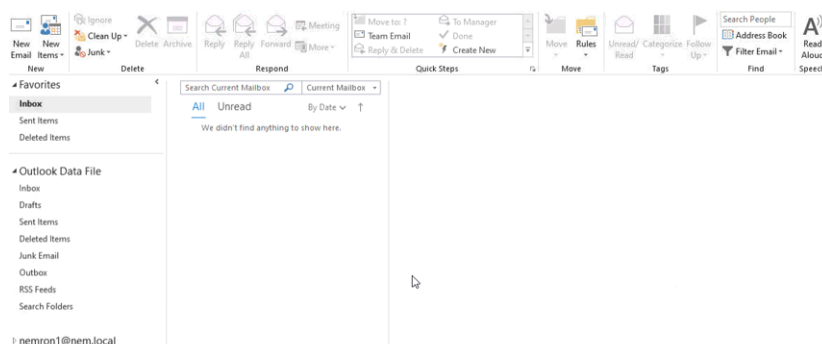 Ignore
Clean Up
Junk
New Email
New Items
Delete
Archive
Reply
Reply All
Forward
Meeting
More
Move to: ?
Team Email
Reply & Delete
To Manager
Done
Create New
Move
Rules
Unread/ Read
Categorize
Follow Up
Search People
Address Book
Filter Email
Read Aloud
New
Delete
Respond
Quick Steps
Move
Tags
Find
Speech
Favorites
Inbox
Sent Items
Deleted Items
Outlook Data File
Inbox
Drafts
Sent Items
Deleted Items
Junk Email
Outbox
RSS Feeds
Search Folders
nemron1@nem.local
Search Current Mailbox
Current Mailbox
All Unread By Date
We didn't find anything to show here.